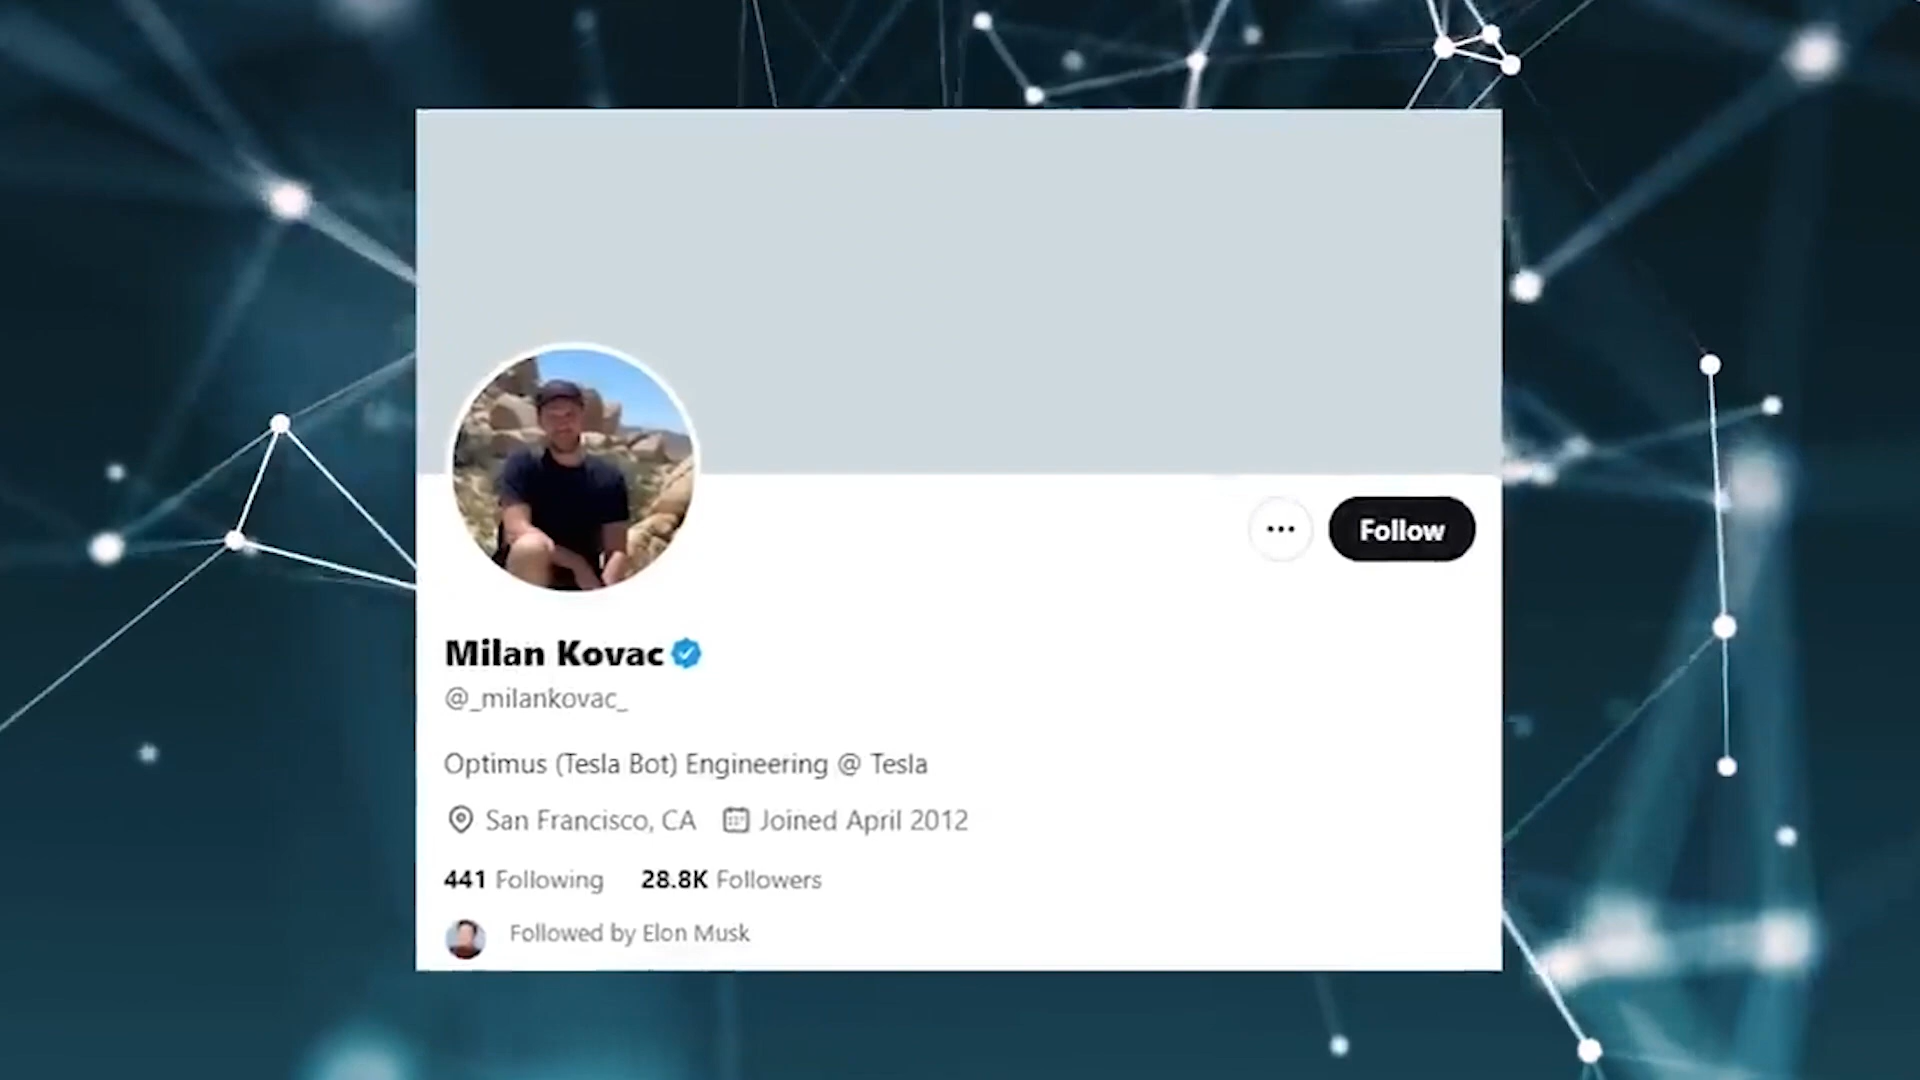 Follow
Milan Kovac
@_milankovac_
Optimus (Tesla Bot) Engineering @ Tesla
San Francisco, CA Joined April 2012
441 Following 28.8K Followers
Followed by Elon Musk